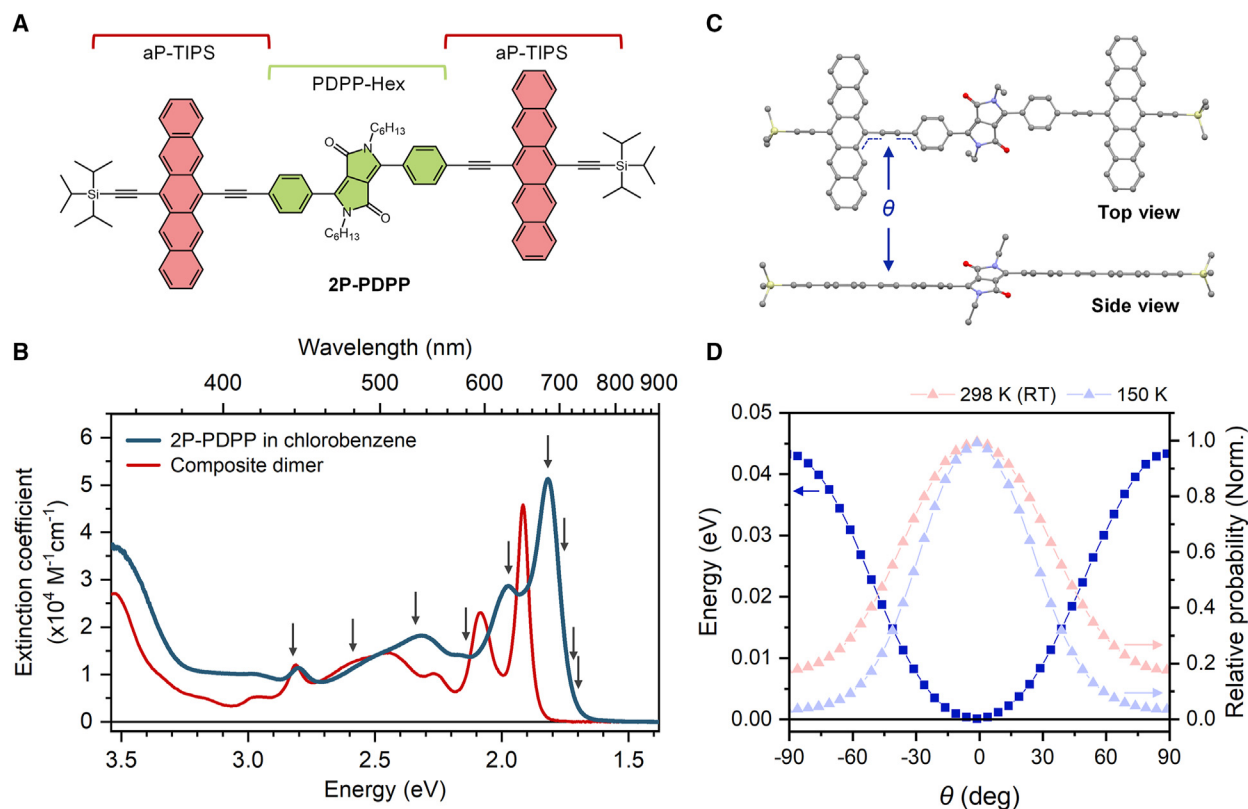 A
aP-TIPS
aP-TIPS
PDPP-Hex
C₆H₁₃
O
N
Si
Si
N
O
C₆H₁₃
2P-PDPP
B
Wavelength (nm)
400 500 600 700 800 900
2P-PDPP in chlorobenzene
Composite dimer
Extinction coefficient
(x10⁴ M⁻¹cm⁻¹)
6
5
4
3
2
1
0
3.5 3.0 2.5 2.0 1.5
Energy (eV)
C
θ
Top view
Side view
D
298 K (RT) 150 K
Energy (eV)
0.05
0.04
0.03
0.02
0.01
0.00
1.0
0.8
0.6
0.4
0.2
0.0
Relative probability (Norm.)
-90 -60 -30 0 30 60 90
θ (deg)